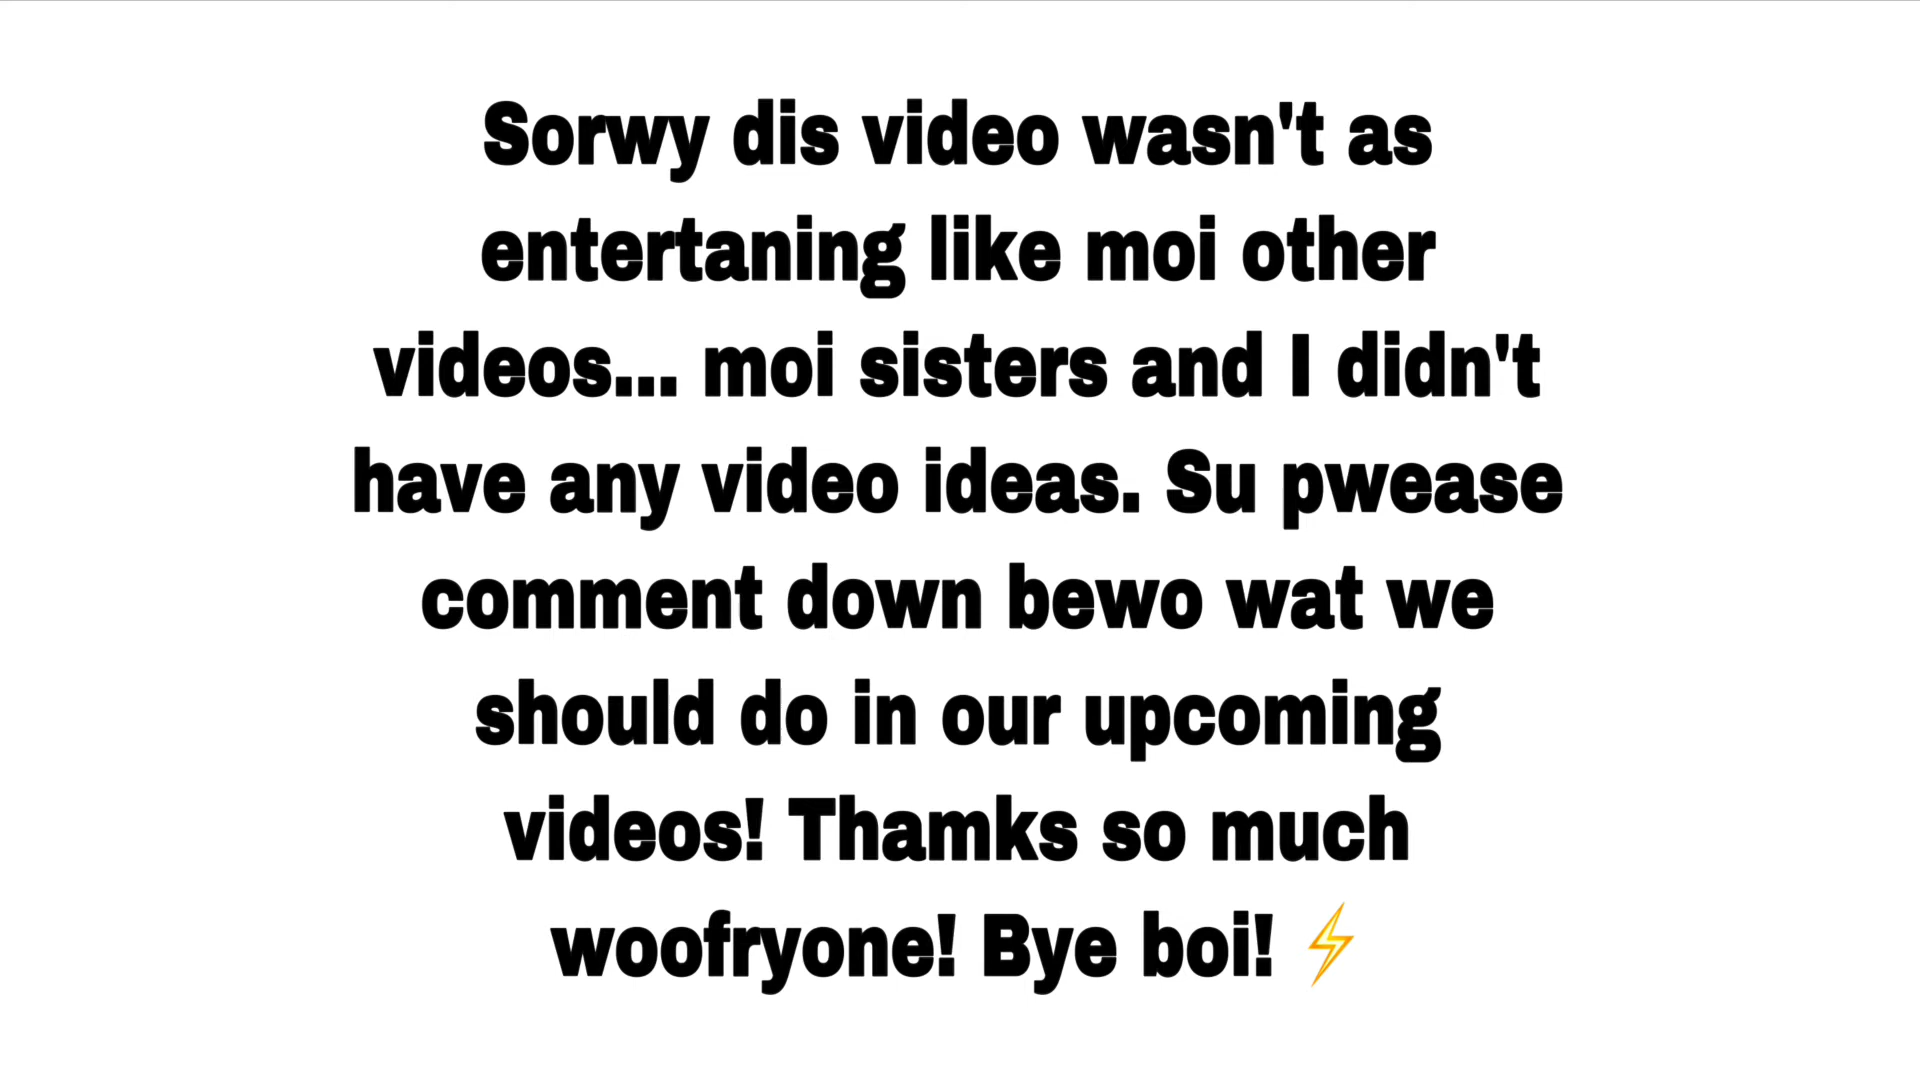 Sorwy dis video wasn't as
entertaning like moi other
videos... moi sisters and I didn't
have any video ideas. Su pwease
comment down bewo wat we
should do in our upcoming
videos! Thamks so much
woofryone! Bye boi! ⚡